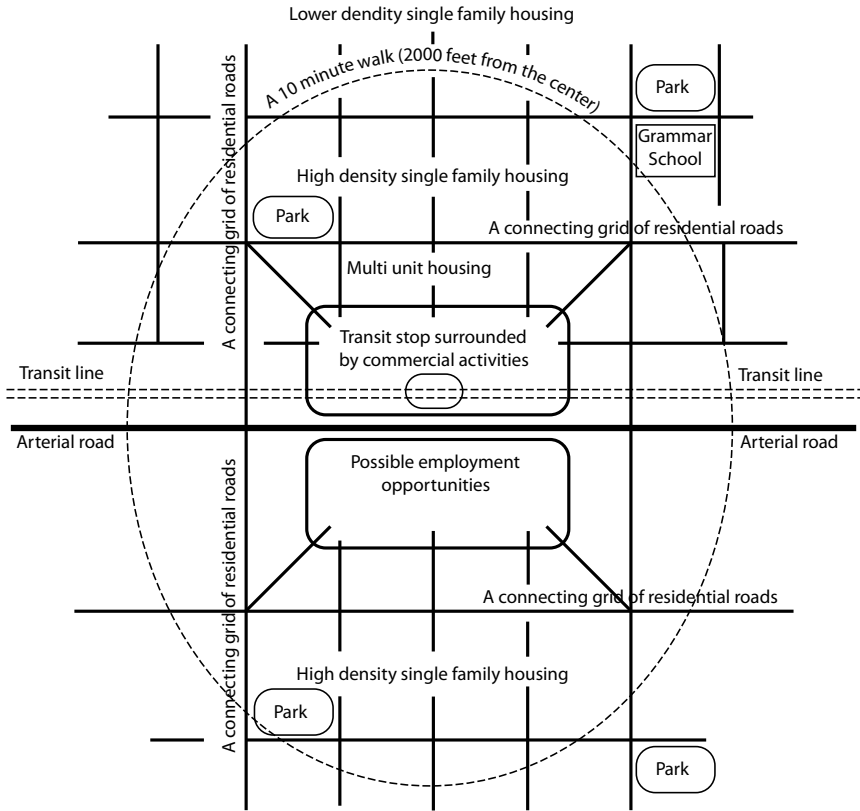 Lower dendity single family housing
A 10 minute walk (2000 feet from the center)
Park
Grammar
School
A connecting grid of residential roads
High density single family housing
Park
A connecting grid of residential roads
Multi unit housing
Transit stop surrounded
by commercial activities
Transit line
Transit line
Arterial road
Arterial road
Possible employment
opportunities
A connecting grid of residential roads
A connecting grid of residential roads
High density single family housing
Park
Park